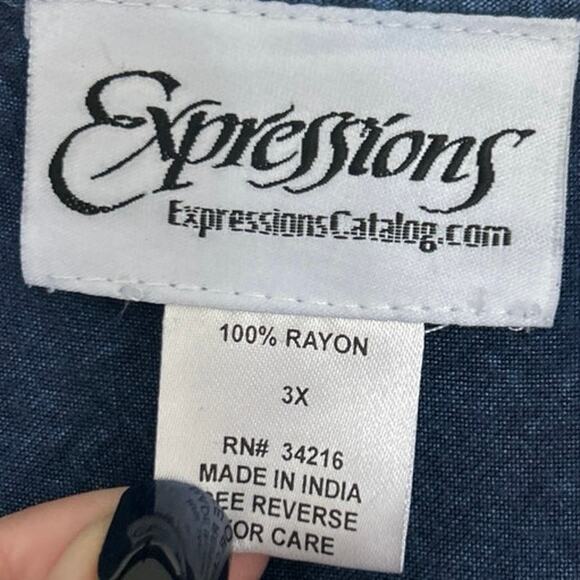 Expressions
ExpressionsCatalog.com
100% RAYON
3X
RN# 34216
MADE IN INDIA
EE REVERSE
OR CARE